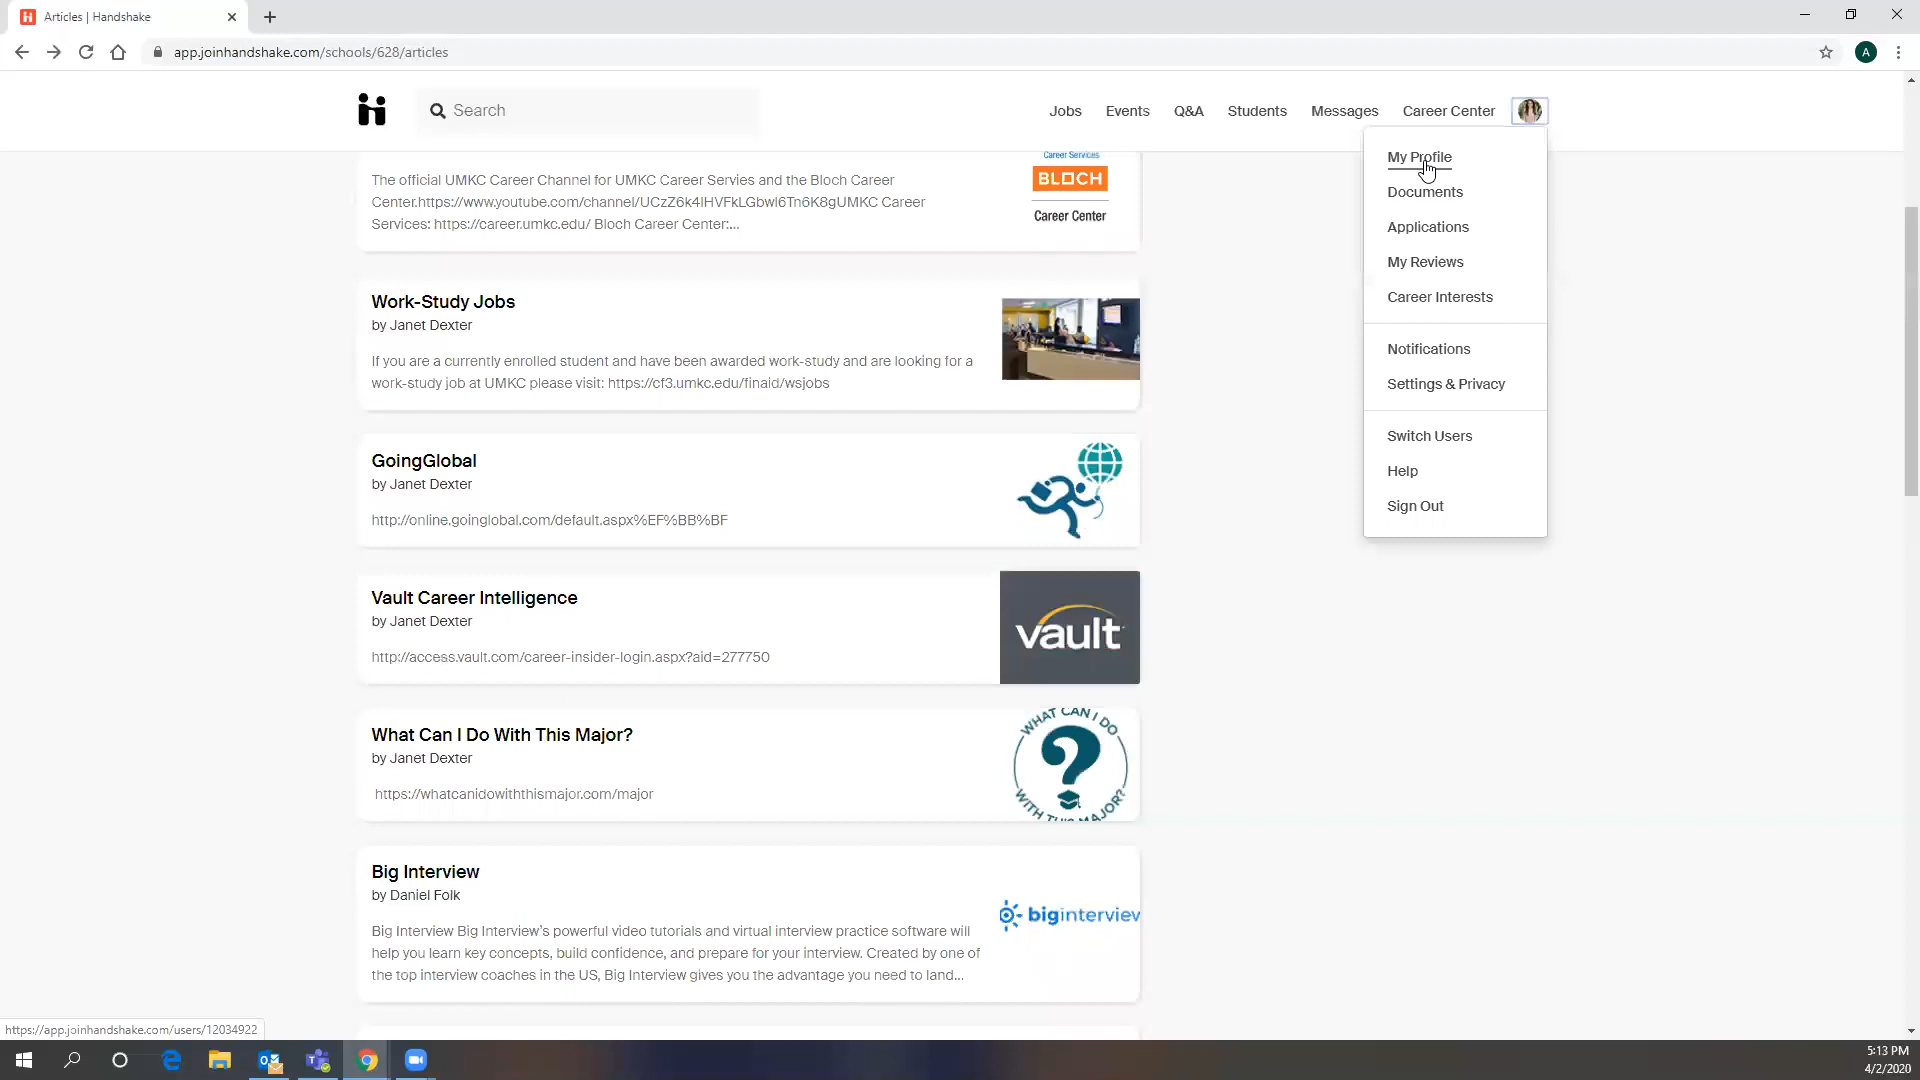 Articles | Handshake
app.joinhandshake.com/schools/628/articles
A
Search
Jobs
Events
Q&A
Students
Messages
Career Center
My Profile
Documents
Applications
My Reviews
Career Interests
Notifications
Settings & Privacy
Switch Users
Help
Sign Out
The official UMKC Career Channel for UMKC Career Servies and the Bloch Career
Center.https://www.youtube.com/channel/UCzZ6k4IHVFkLGbwl6Tn6K8gUMKC Career
Services: https://career.umkc.edu/ Bloch Career Center:...
Career Services
BLOCH
Career Center
Work-Study Jobs
by Janet Dexter
If you are a currently enrolled student and have been awarded work-study and are looking for a
work-study job at UMKC please visit: https://cf3.umkc.edu/finaid/wsjobs
GoingGlobal
by Janet Dexter
http://online.goinglobal.com/default.aspx%EF%BB%BF
Vault Career Intelligence
by Janet Dexter
http://access.vault.com/career-insider-login.aspx?aid=277750
vault
What Can I Do With This Major?
by Janet Dexter
https://whatcanidowiththismajor.com/major
WHAT CAN I DO
WITH THIS MAJOR?
Big Interview
by Daniel Folk
Big Interview Big Interview's powerful video tutorials and virtual interview practice software will
help you learn key concepts, build confidence, and prepare for your interview. Created by one of
the top interview coaches in the US, Big Interview gives you the advantage you need to land...
biginterview
https://app.joinhandshake.com/users/12034922
5:13 PM
4/2/2020